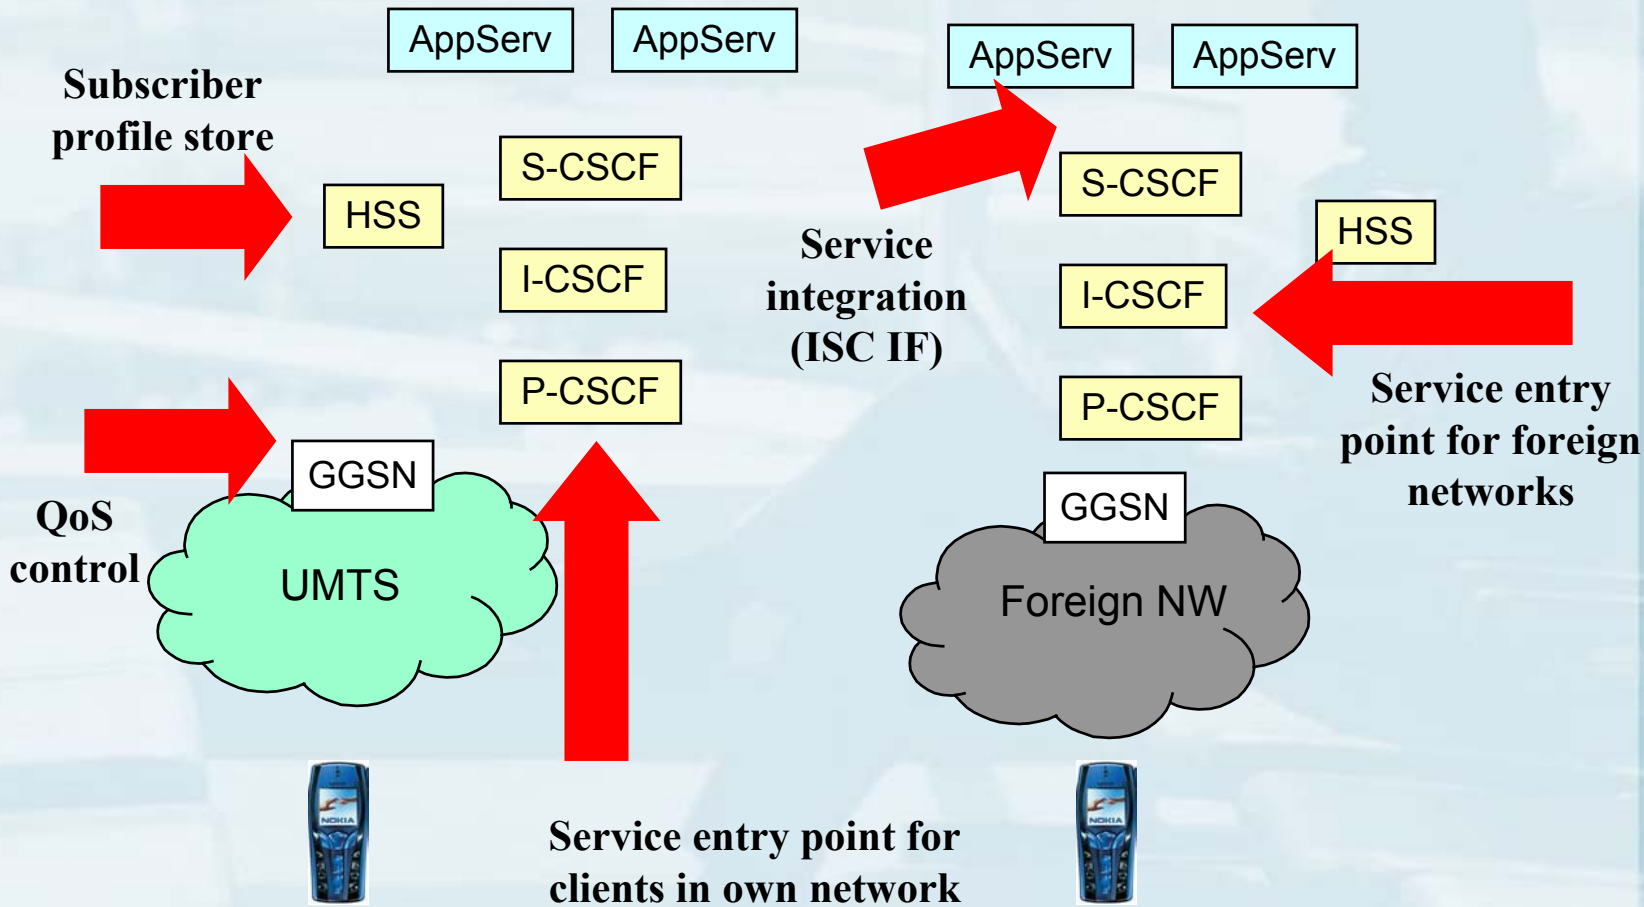 AppServ
AppServ
AppServ
AppServ
Subscriber
profile store
S-CSCF
S-CSCF
HSS
HSS
Service
integration
(ISC IF)
I-CSCF
I-CSCF
P-CSCF
P-CSCF
Service entry
point for foreign
networks
GGSN
GGSN
QoS
control
UMTS
Foreign NW
NOKIA
NOKIA
Service entry point for
clients in own network